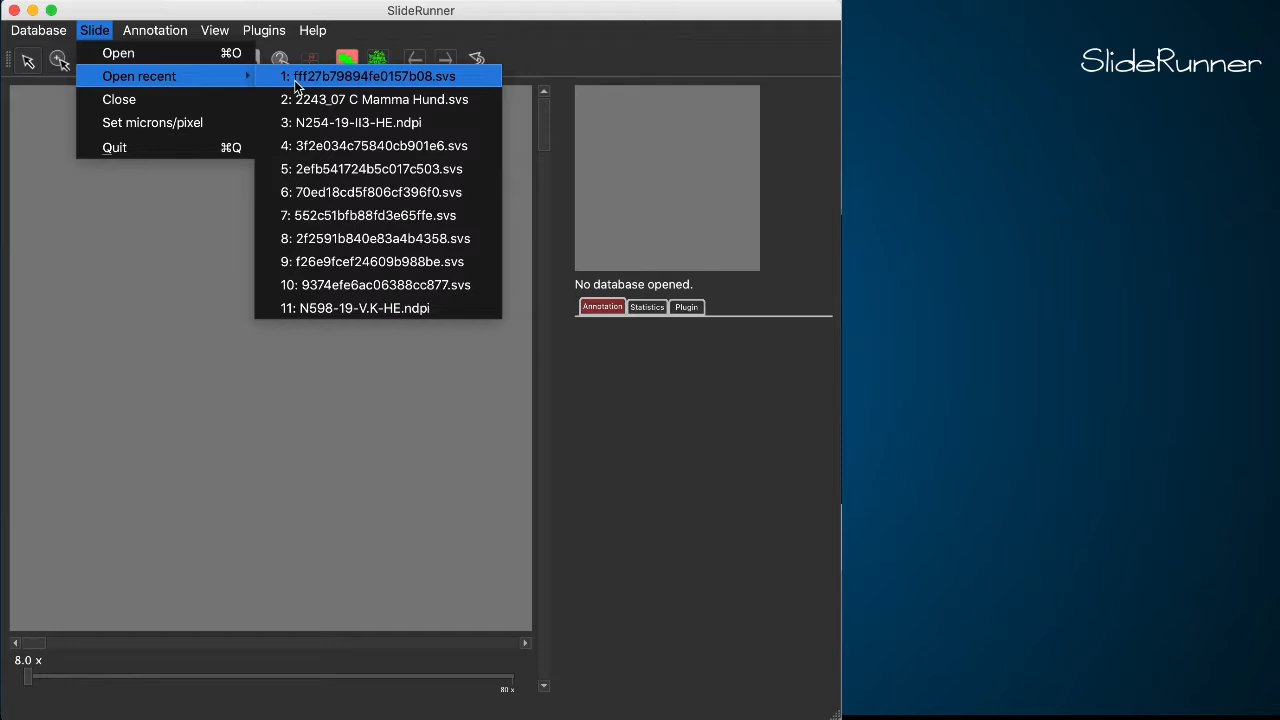 SlideRunner
Database Slide Annotation View Plugins Help
SlideRunner
Open ⌘O
Open recent
Close
Set microns/pixel
Quit ⌘Q
1: fff27b79894fe0157b08.svs
2: 2243_07 C Mamma Hund.svs
3: N254-19-II3-HE.ndpi
4: 3f2e034c75840cb901e6.svs
5: 2efb541724b5c017c503.svs
6: 70ed18cd5f806cf396f0.svs
7: 552c51bfb88fd3e65ffe.svs
8: 2f2591b840e83a4b4358.svs
9: f26e9fcef24609b988be.svs
10: 9374efe6ac06388cc877.svs
11: N598-19-V.K-HE.ndpi
No database opened.
Annotation Statistics Plugin
8.0 x
80 x